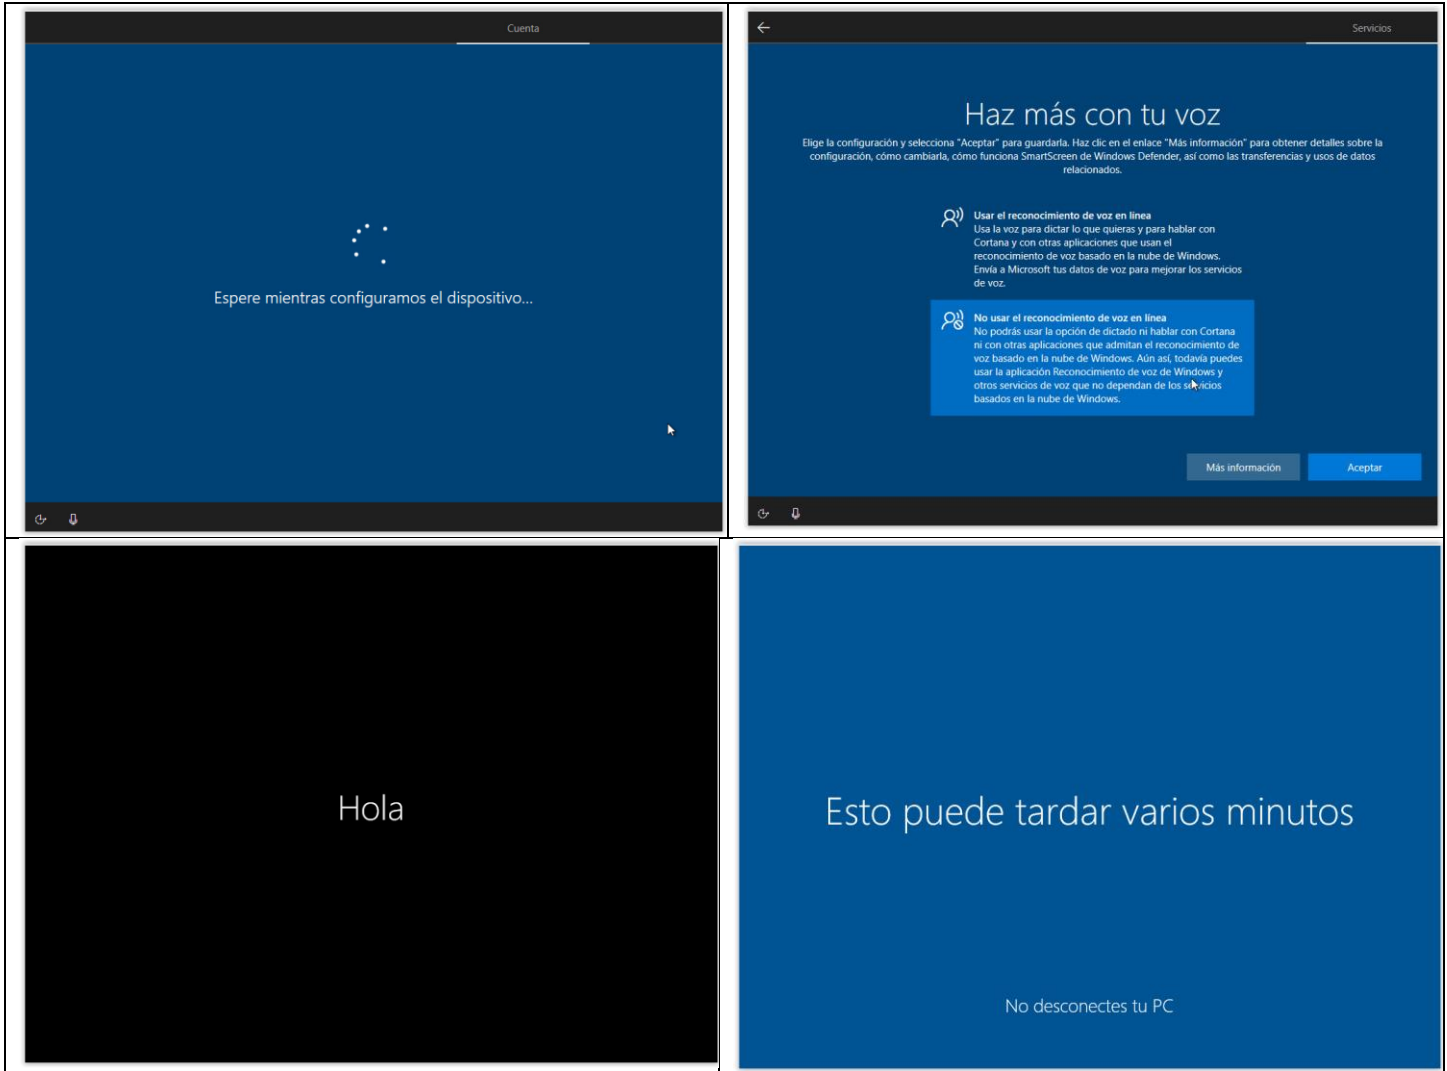 Cuenta
Espere mientras configuramos el dispositivo...
Servicios
Haz más con tu voz
Elige la configuración y selecciona "Aceptar" para guardarla. Haz clic en el enlace "Más información" para obtener detalles sobre la
configuración, cómo cambiarla, cómo funciona SmartScreen de Windows Defender, así como las transferencias y usos de datos
relacionados.
Usar el reconocimiento de voz en línea
Usa la voz para dictar lo que quieras y para hablar con
Cortana y con otras aplicaciones que usan el
reconocimiento de voz basado en la nube de Windows.
Envía a Microsoft tus datos de voz para mejorar los servicios
de voz.
No usar el reconocimiento de voz en línea
No podrás usar la opción de dictado ni hablar con Cortana
ni con otras aplicaciones que admitan el reconocimiento de
voz basado en la nube de Windows. Aún así, todavía puedes
usar la aplicación Reconocimiento de voz de Windows y
otros servicios de voz que no dependan de los servicios
basados en la nube de Windows.
Más información
Aceptar
Hola
Esto puede tardar varios minutos
No desconectes tu PC